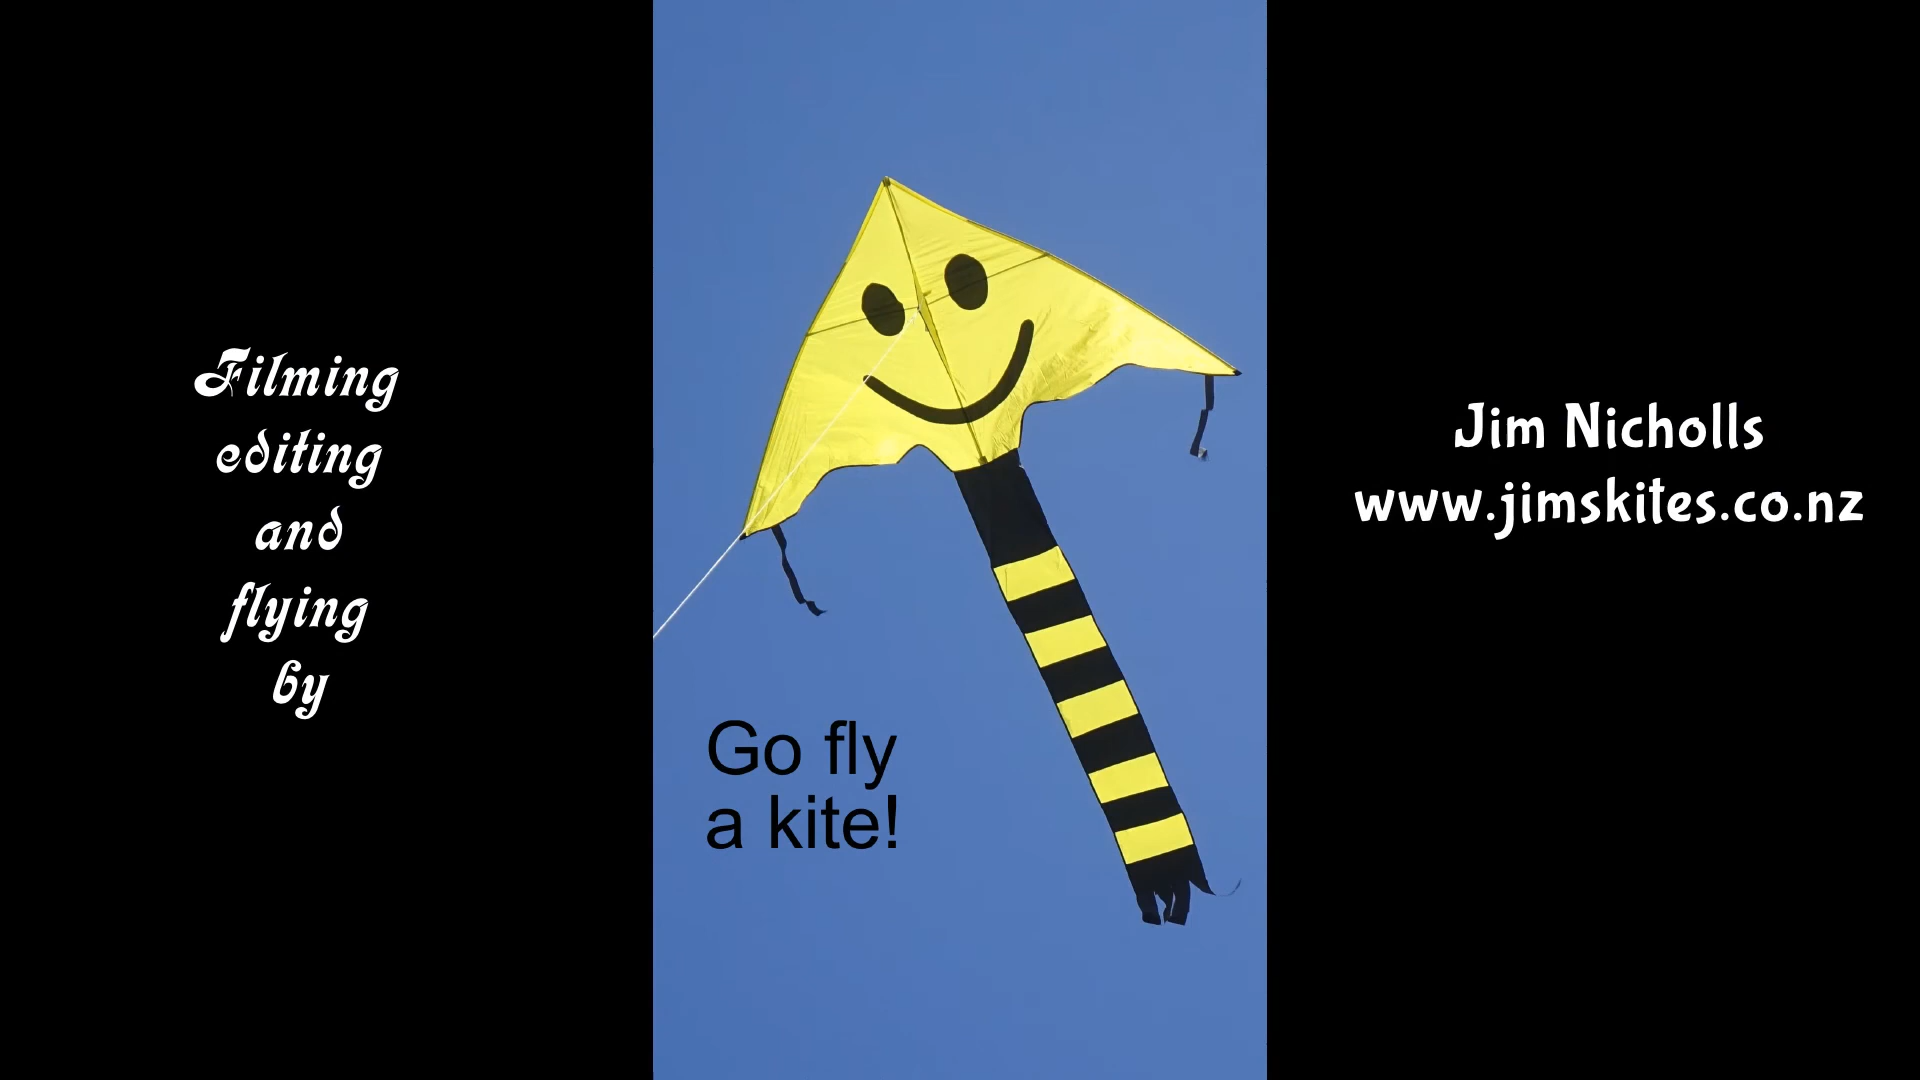 Filming
editing
and
flying
by
Go fly
a kite!
Jim Nicholls
www.jimskites.co.nz